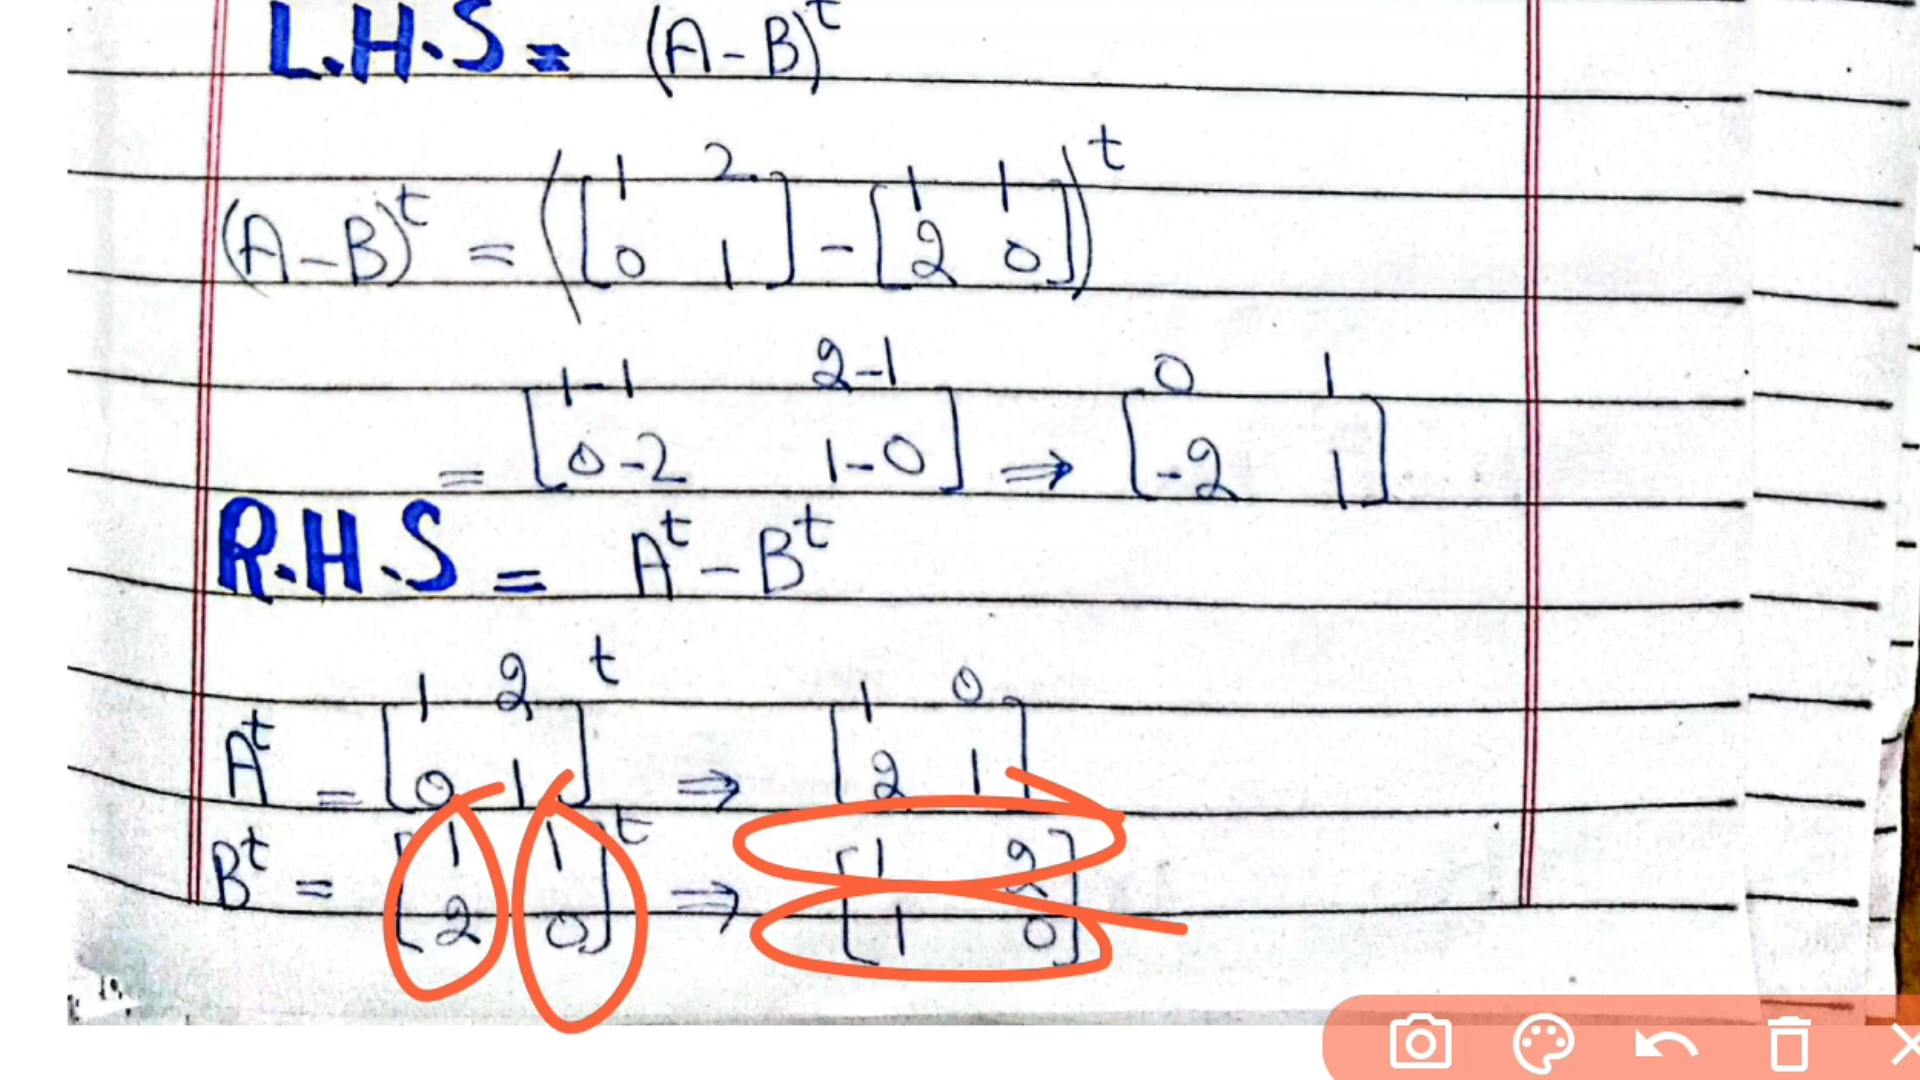 L.H.S = (A-B)^t
(A-B)^t = ([1 2 0 1] - [1 1 2 0])^t
= [1-1 2-1 0-2 1-0] ⇒ [0 1 -2 1]
R.H.S = A^t - B^t
A^t = [1 2 0 1]^t ⇒ [1 0 2 1]
B^t = [1 1 2 0]^t ⇒ [1 2 1 0]